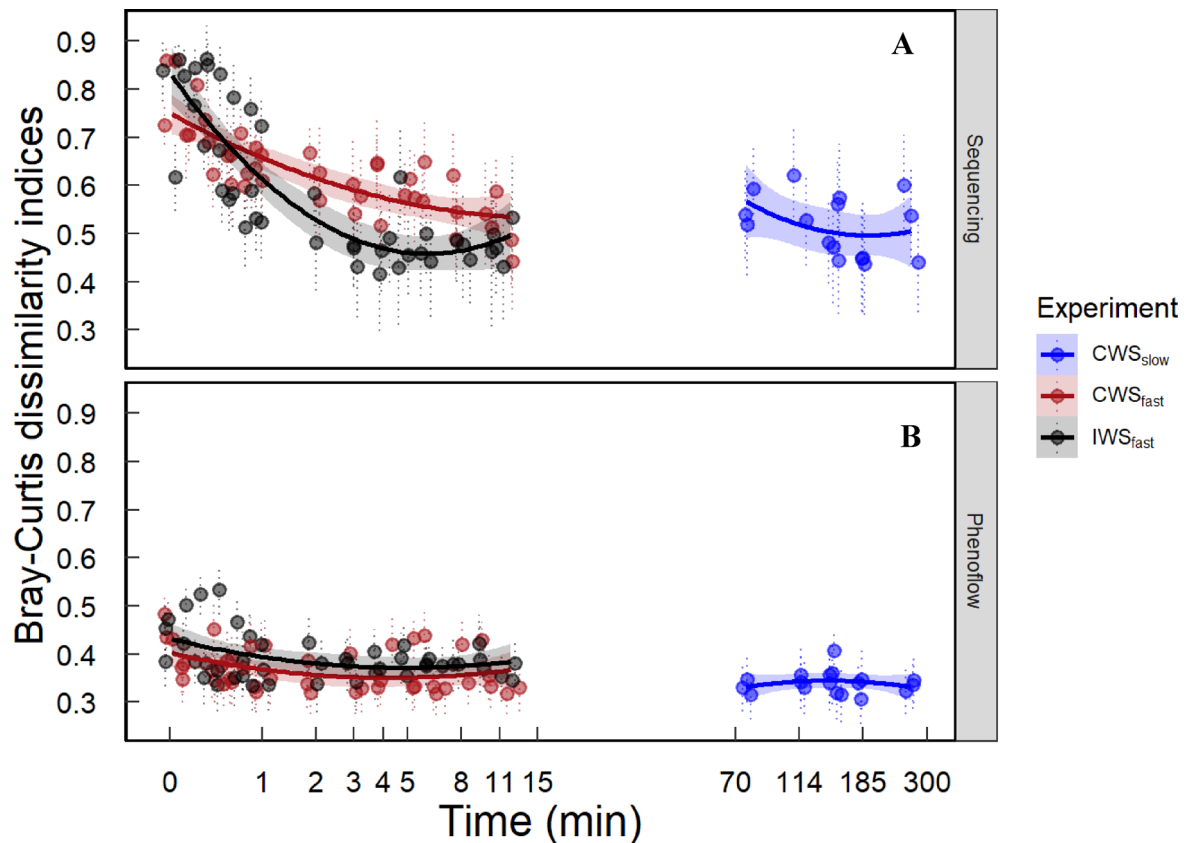 Bray-Curtis dissimilarity indices
0.9
0.8
0.7
0.6
0.5
0.4
0.3
A
Sequencing
0.9
0.8
0.7
0.6
0.5
0.4
0.3
B
Phenoflow
0 1 2 3 4 5 8 11 15 70 114 185 300
Time (min)
Experiment
CWSslow
CWSfast
IWSfast